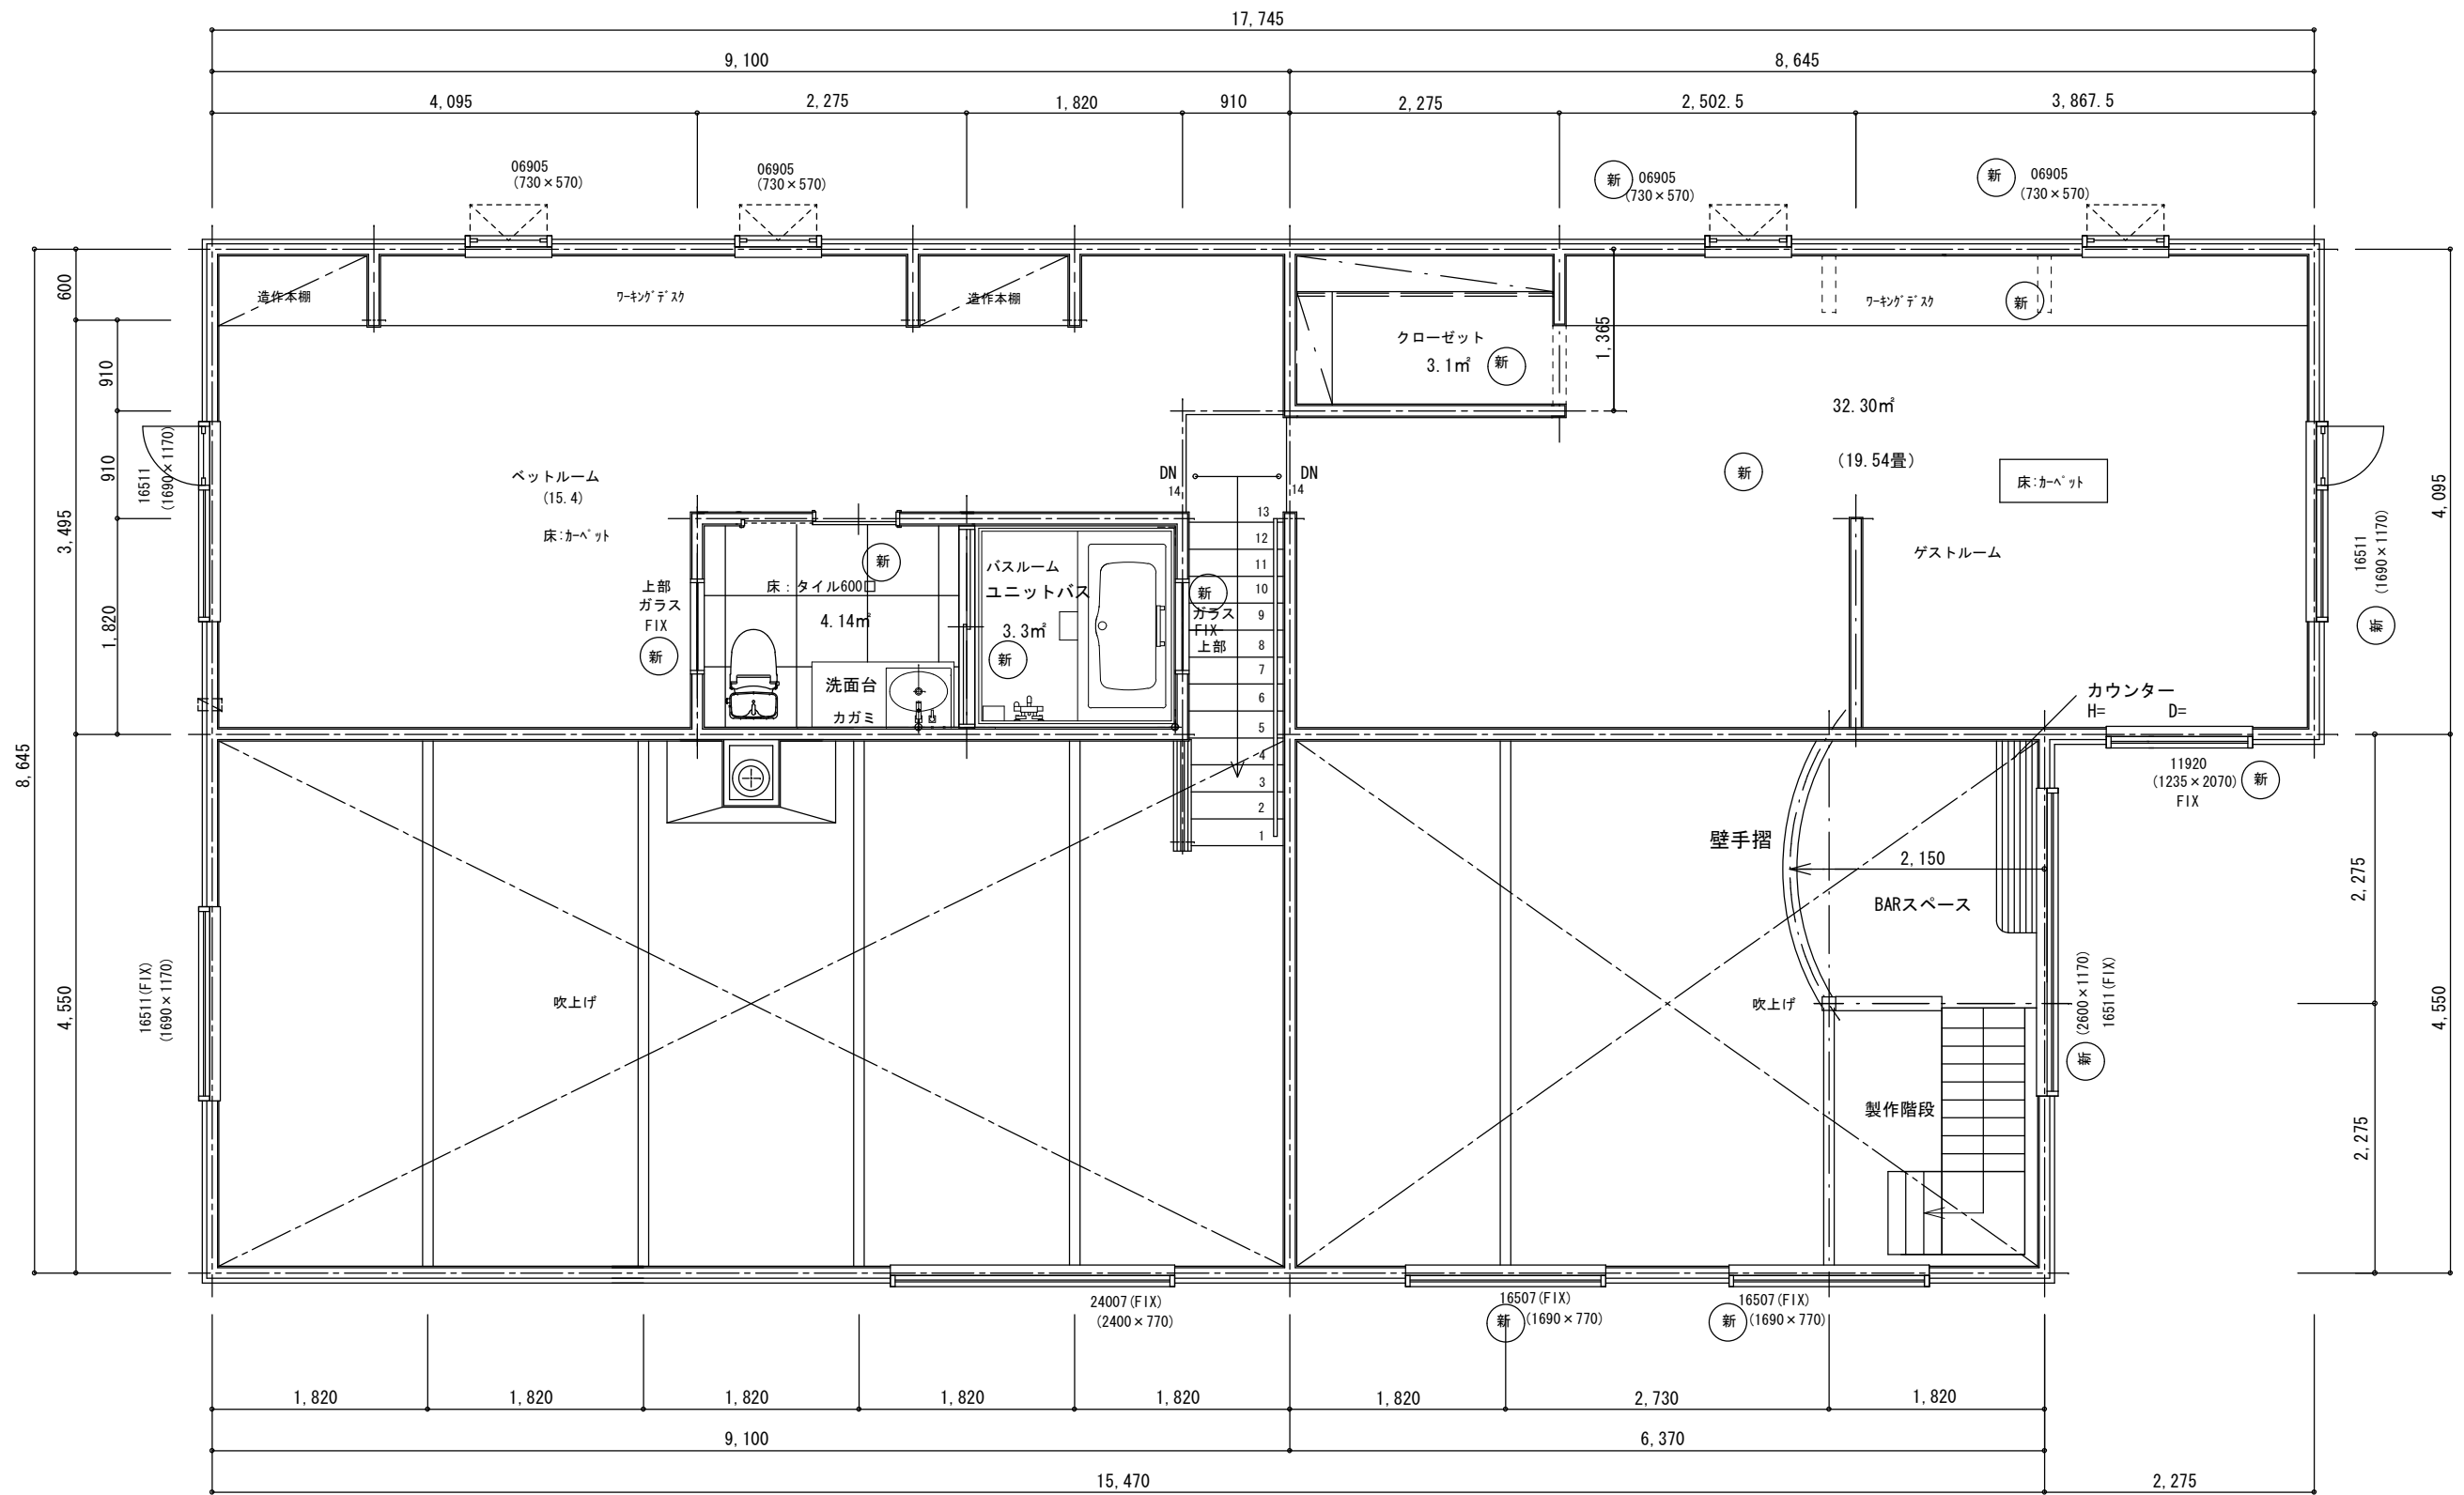 17,745
9,100
8,645
4,095
2,275
1,820
910
2,275
2,502.5
3,867.5
06905
(730×570)
06905
(730×570)
新
06905
(730×570)
新
06905
(730×570)
600
910
910
1,820
3,495
8,645
4,550
造作本棚
ワーキングデスク
造作本棚
クローゼット
3.1㎡
新
1,365
ワーキングデスク
新
32.30㎡
(19.54畳)
新
床:カーペット
ゲストルーム
16511
(1690×1170)
ベットルーム
(15.4)
床:カーペット
DN
14
DN
14
13
12
11
10
9
8
7
6
5
4
3
2
1
上部
ガラス
FIX
新
新
床:タイル600□
4.14㎡
洗面台
カガミ
バスルーム
ユニットバス
3.3㎡
新
新
ガラス
FIX
上部
16511
(1690×1170)
新
4,095
カウンター
H= D=
11920
(1235×2070)
FIX
新
壁手摺
2,150
BARスペース
2,275
2,275
4,550
16511(FIX)
(1690×1170)
吹上げ
吹上げ
製作階段
(2600×1170)
16511(FIX)
新
24007(FIX)
(2400×770)
16507(FIX)
新
(1690×770)
16507(FIX)
新
(1690×770)
1,820
1,820
1,820
1,820
1,820
1,820
2,730
1,820
9,100
6,370
15,470
2,275